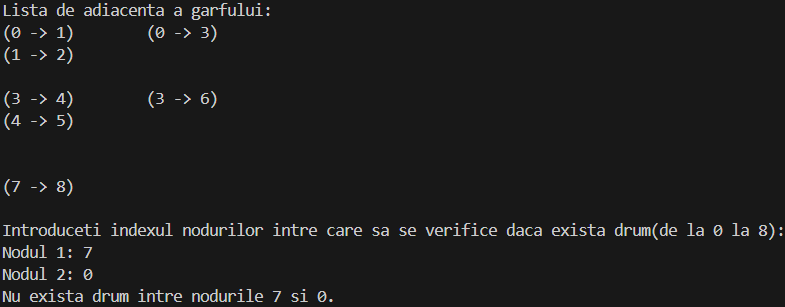 Lista de adiacenta a garfului:
(0 -> 1) (0 -> 3)
(1 -> 2)
(3 -> 4) (3 -> 6)
(4 -> 5)
(7 -> 8)
Introduceti indexul nodurilor intre care sa se verifice daca exista drum(de la 0 la 8):
Nodul 1: 7
Nodul 2: 0
Nu exista drum intre nodurile 7 si 0.